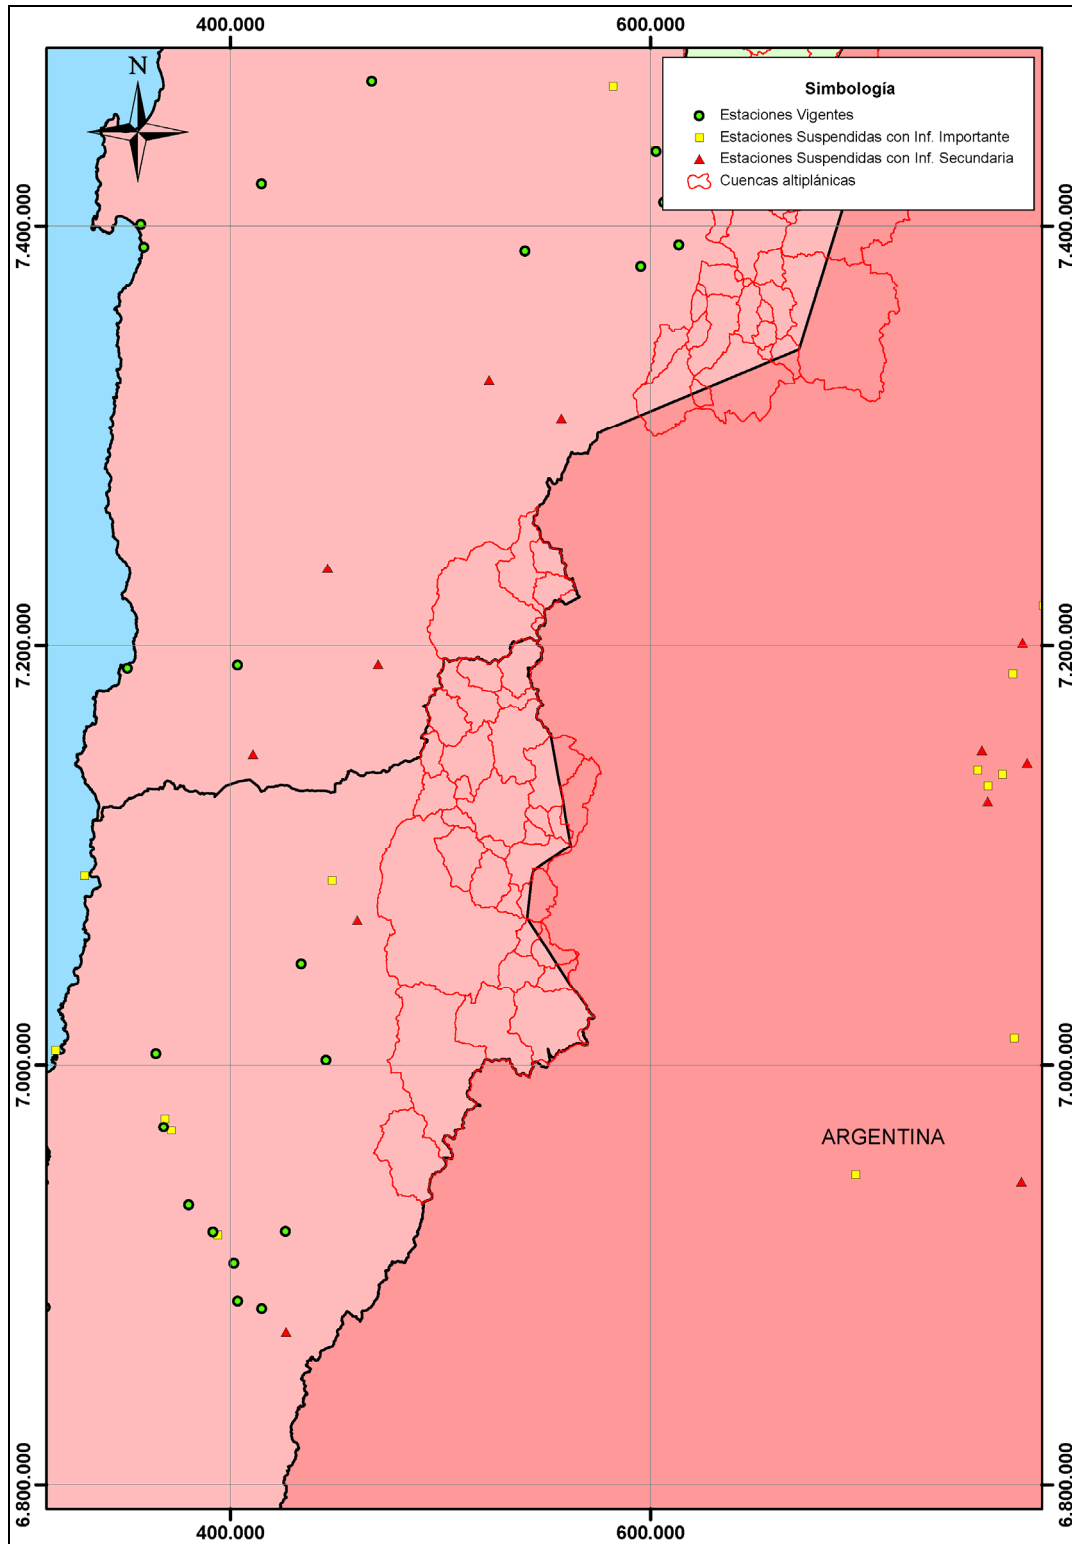 400.000
600.000
N
Simbología
Estaciones Vigentes
Estaciones Suspendidas con Inf. Importante
Estaciones Suspendidas con Inf. Secundaria
Cuencas altiplánicas
7.400.000
7.400.000
7.200.000
7.200.000
7.000.000
7.000.000
ARGENTINA
6.800.000
6.800.000
400.000
600.000